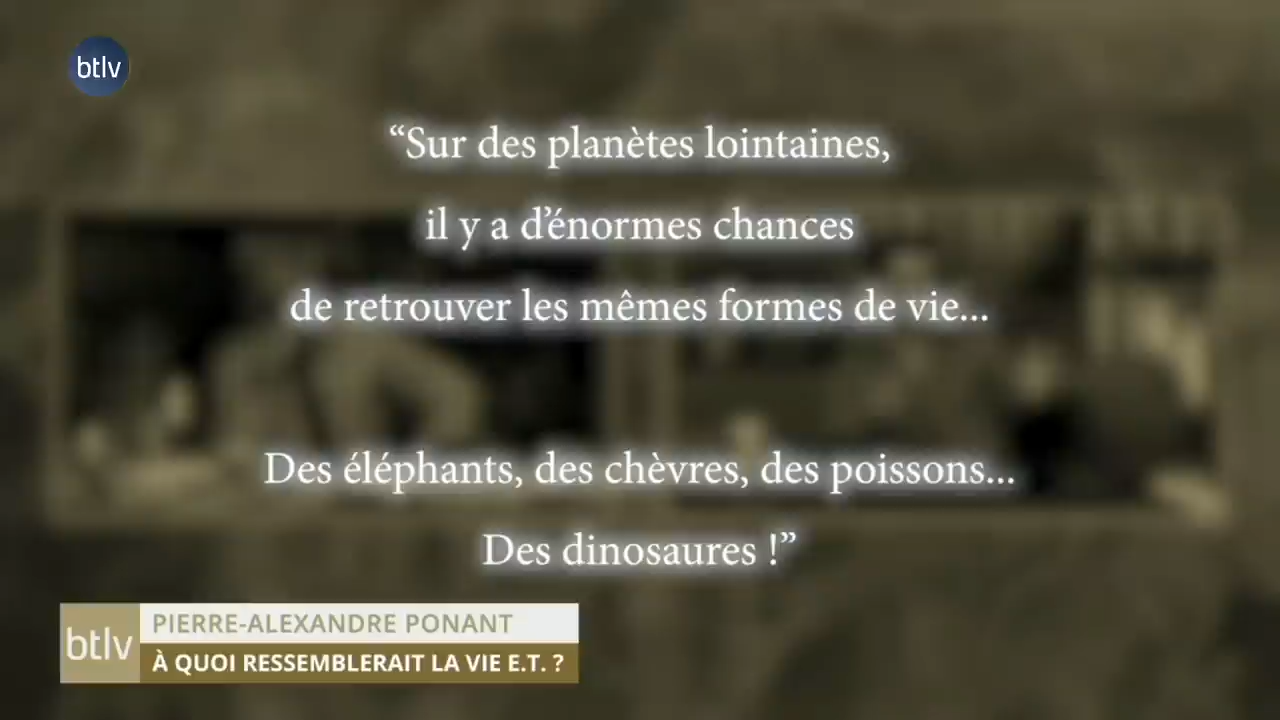 btlv
“Sur des planètes lointaines,
il y a d’énormes chances
de retrouver les mêmes formes de vie...
Des éléphants, des chèvres, des poissons...
Des dinosaures !”
btlv
PIERRE-ALEXANDRE PONANT
À QUOI RESSEMBLERAIT LA VIE E.T. ?